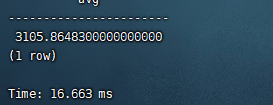 avg
-----------------------
3105.8648300000000000
(1 row)
Time: 16.663 ms